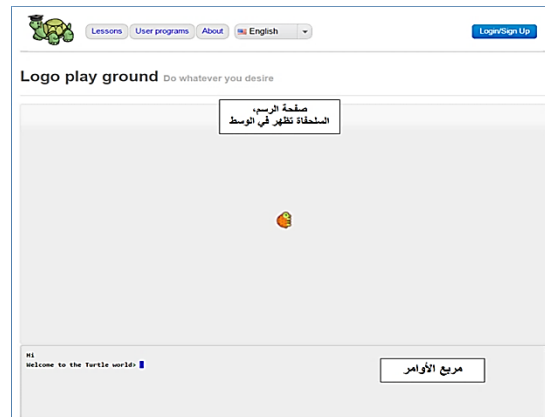 Lessons User programs About English Login/Sign Up
Logo play ground Do whatever you desire
صفحة الرسم،
السلحفاة تظهر في الوسط
Hi
Welcome to the Turtle world>
مربع الأوامر